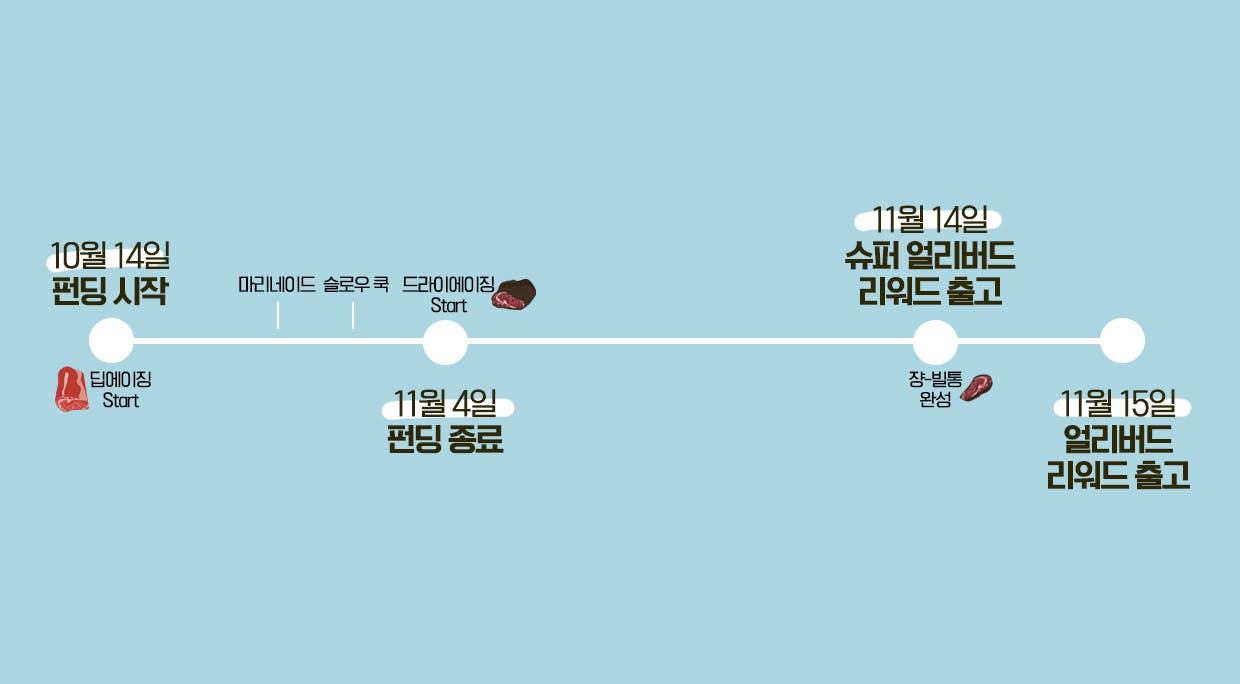 10월 14일
펀딩 시작
딥에이징
Start
마리네이드
슬로우 쿡
드라이에이징
Start
11월 4일
펀딩 종료
11월 14일
슈퍼 얼리버드
리워드 출고
쟝-빌통
완성
11월 15일
얼리버드
리워드 출고